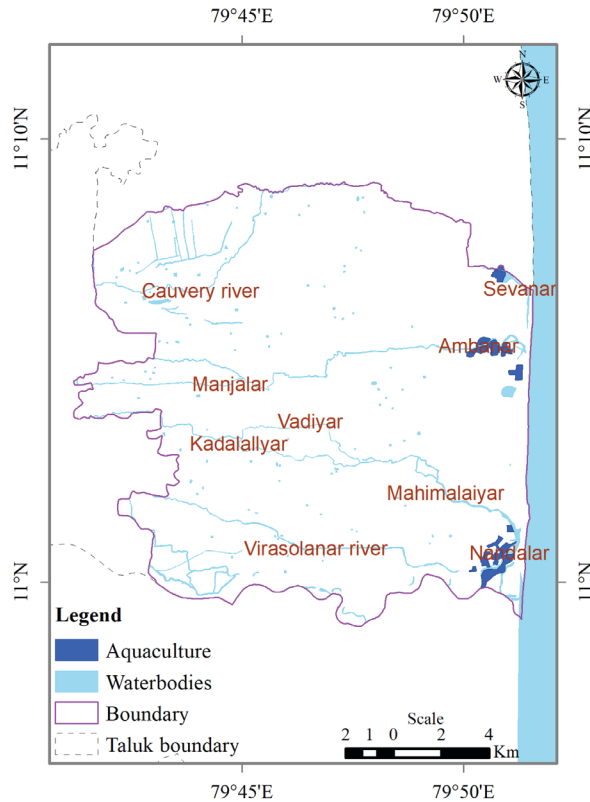 79°45'E 79°50'E
N
W E
S
11°10'N 11°10'N
Sevanar
Cauvery river
Ambanar
Manjalar
Vadiyar
Kadalallyar
Mahimalaiyar
Virasolanar river
Nandalar
11°N 11°N
Legend
Aquaculture
Waterbodies
Boundary
Taluk boundary
Scale
2 1 0 2 4
Km
79°45'E 79°50'E